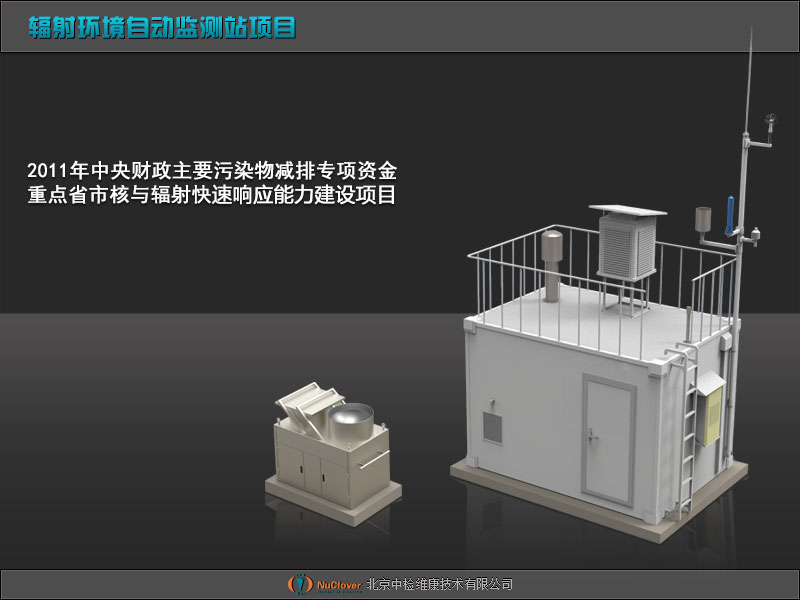 辐射环境自动监测站项目
2011年中央财政主要污染物减排专项资金
重点省市核与辐射快速响应能力建设项目
NuClover 北京中检维康技术有限公司